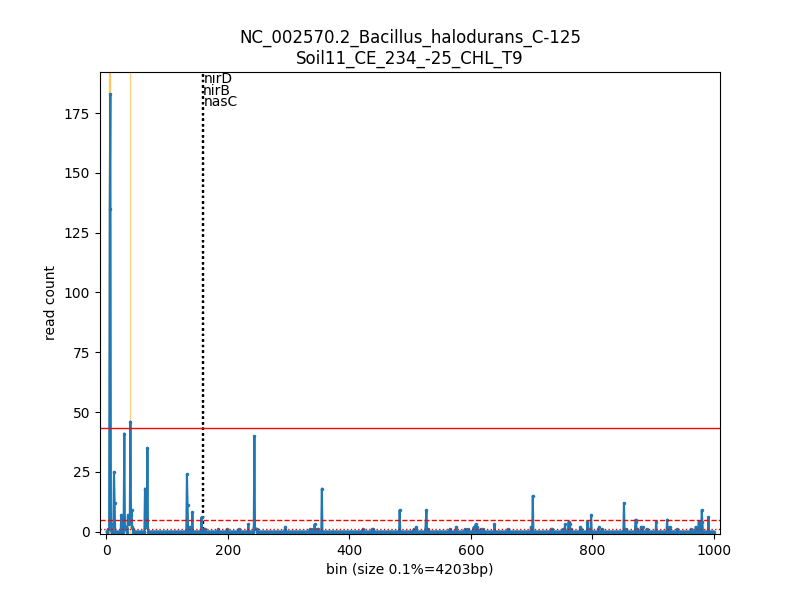 NC_002570.2_Bacillus_halodurans_C-125
Soil11_CE_234_-25_CHL_T9
nirD
nirB
nasC
175
150
125
100
75
50
25
0
read count
0 200 400 600 800 1000
bin (size 0.1%=4203bp)